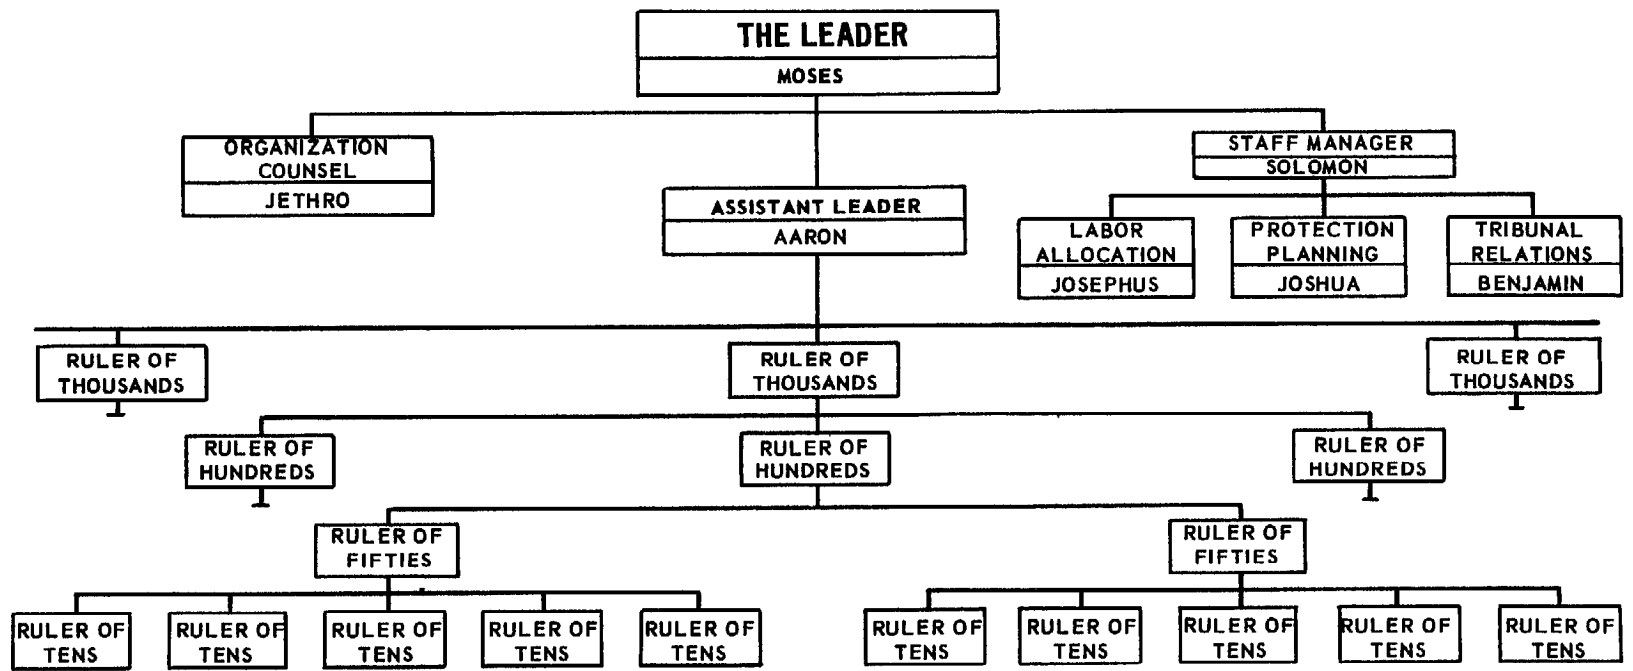 THE LEADER
MOSES
ORGANIZATION
COUNSEL
JETHRO
STAFF MANAGER
SOLOMON
ASSISTANT LEADER
AARON
LABOR
ALLOCATION
JOSEPHUS
PROTECTION
PLANNING
JOSHUA
TRIBUNAL
RELATIONS
BENJAMIN
RULER OF
THOUSANDS
RULER OF
THOUSANDS
RULER OF
THOUSANDS
RULER OF
HUNDREDS
RULER OF
HUNDREDS
RULER OF
HUNDREDS
RULER OF
FIFTIES
RULER OF
FIFTIES
RULER OF
TENS
RULER OF
TENS
RULER OF
TENS
RULER OF
TENS
RULER OF
TENS
RULER OF
TENS
RULER OF
TENS
RULER OF
TENS
RULER OF
TENS
RULER OF
TENS